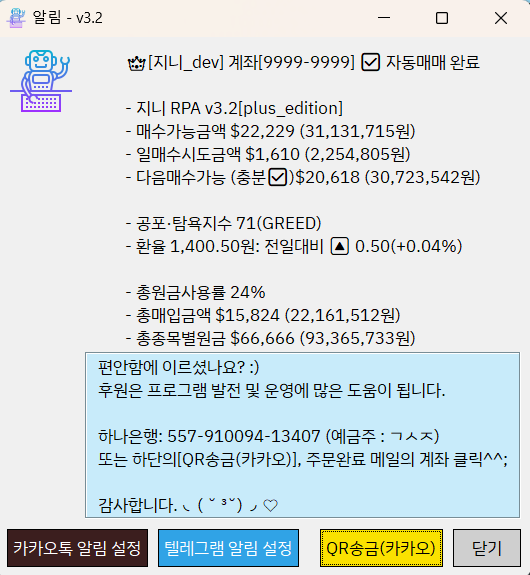 알림 - v3.2
[지니_dev] 계좌[9999-9999] ☑ 자동매매 완료
- 지니 RPA v3.2[plus_edition]
- 매수가능금액 $22,229 (31,131,715원)
- 일매수시도금액 $1,610 (2,254,805원)
- 다음매수가능 (충분☑)$20,618 (30,723,542원)
- 공포·탐욕지수 71(GREED)
- 환율 1,400.50원: 전일대비 🔼 0.50(+0.04%)
- 총원금사용률 24%
- 총매입금액 $15,824 (22,161,512원)
- 총종목별원금 $66,666 (93,365,733원)
편안함에 이르셨나요? :)
후원은 프로그램 발전 및 운영에 많은 도움이 됩니다.
하나은행: 557-910094-13407 (예금주 : ㄱㅅㅈ)
또는 하단의[QR송금(카카오)], 주문완료 메일의 계좌 클릭^^;
감사합니다. ◟( ˘ ³˘)◞ ♡
카카오톡 알림 설정
텔레그램 알림 설정
QR송금(카카오)
닫기